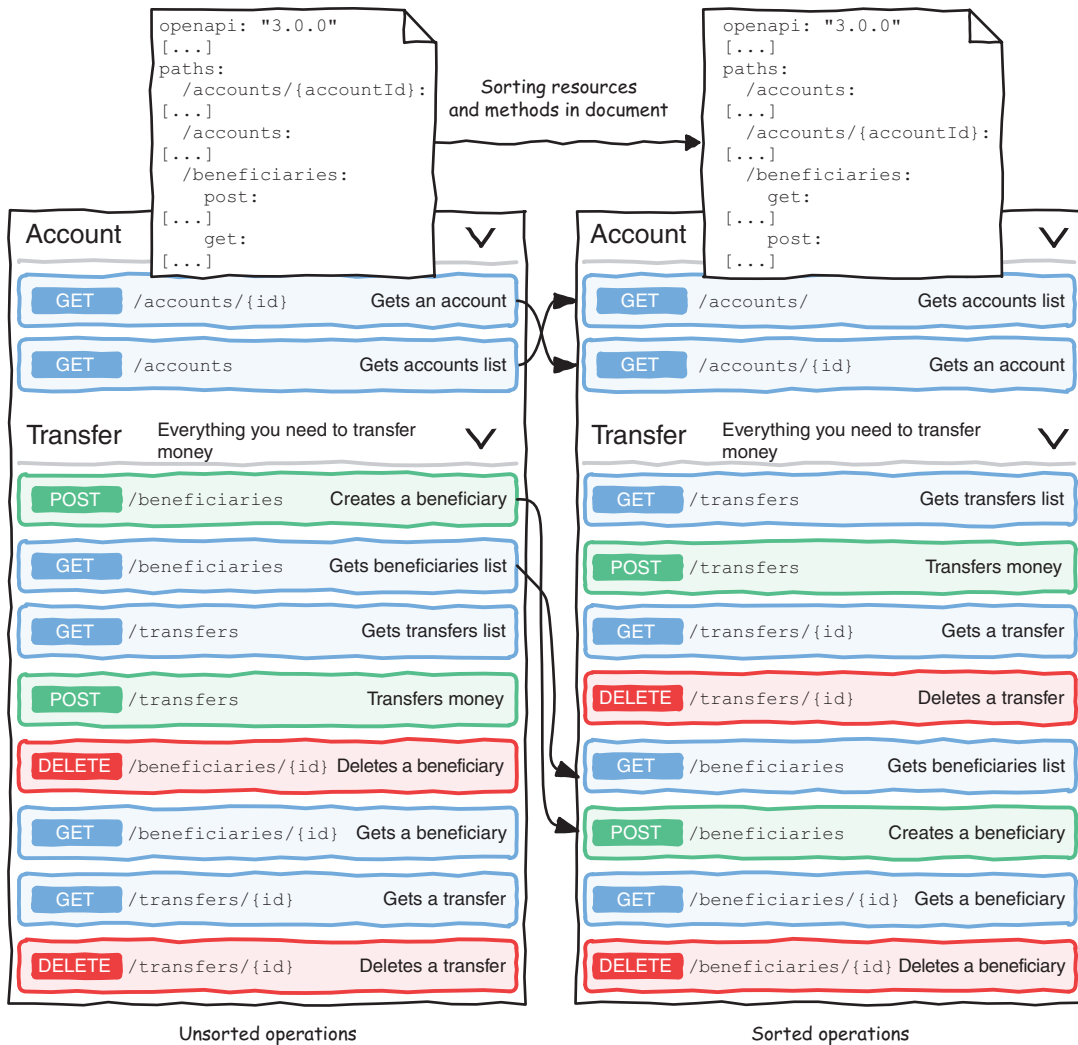 openapi: "3.0.0"
[...]
paths:
/accounts/{accountId}:
[...]
/accounts:
[...]
/beneficiaries:
post:
[...]
get:
[...]
Sorting resources
and methods in document
openapi: "3.0.0"
[...]
paths:
/accounts:
[...]
/accounts/{accountId}:
[...]
/beneficiaries:
get:
[...]
post:
[...]
Account
GET /accounts/{id} Gets an account
GET /accounts Gets accounts list
Transfer Everything you need to transfer
money
POST /beneficiaries Creates a beneficiary
GET /beneficiaries Gets beneficiaries list
GET /transfers Gets transfers list
POST /transfers Transfers money
DELETE /beneficiaries/{id} Deletes a beneficiary
GET /beneficiaries/{id} Gets a beneficiary
GET /transfers/{id} Gets a transfer
DELETE /transfers/{id} Deletes a transfer
Unsorted operations
Account
GET /accounts/ Gets accounts list
GET /accounts/{id} Gets an account
Transfer Everything you need to transfer
money
GET /transfers Gets transfers list
POST /transfers Transfers money
GET /transfers/{id} Gets a transfer
DELETE /transfers/{id} Deletes a transfer
GET /beneficiaries Gets beneficiaries list
POST /beneficiaries Creates a beneficiary
GET /beneficiaries/{id} Gets a beneficiary
DELETE /beneficiaries/{id} Deletes a beneficiary
Sorted operations